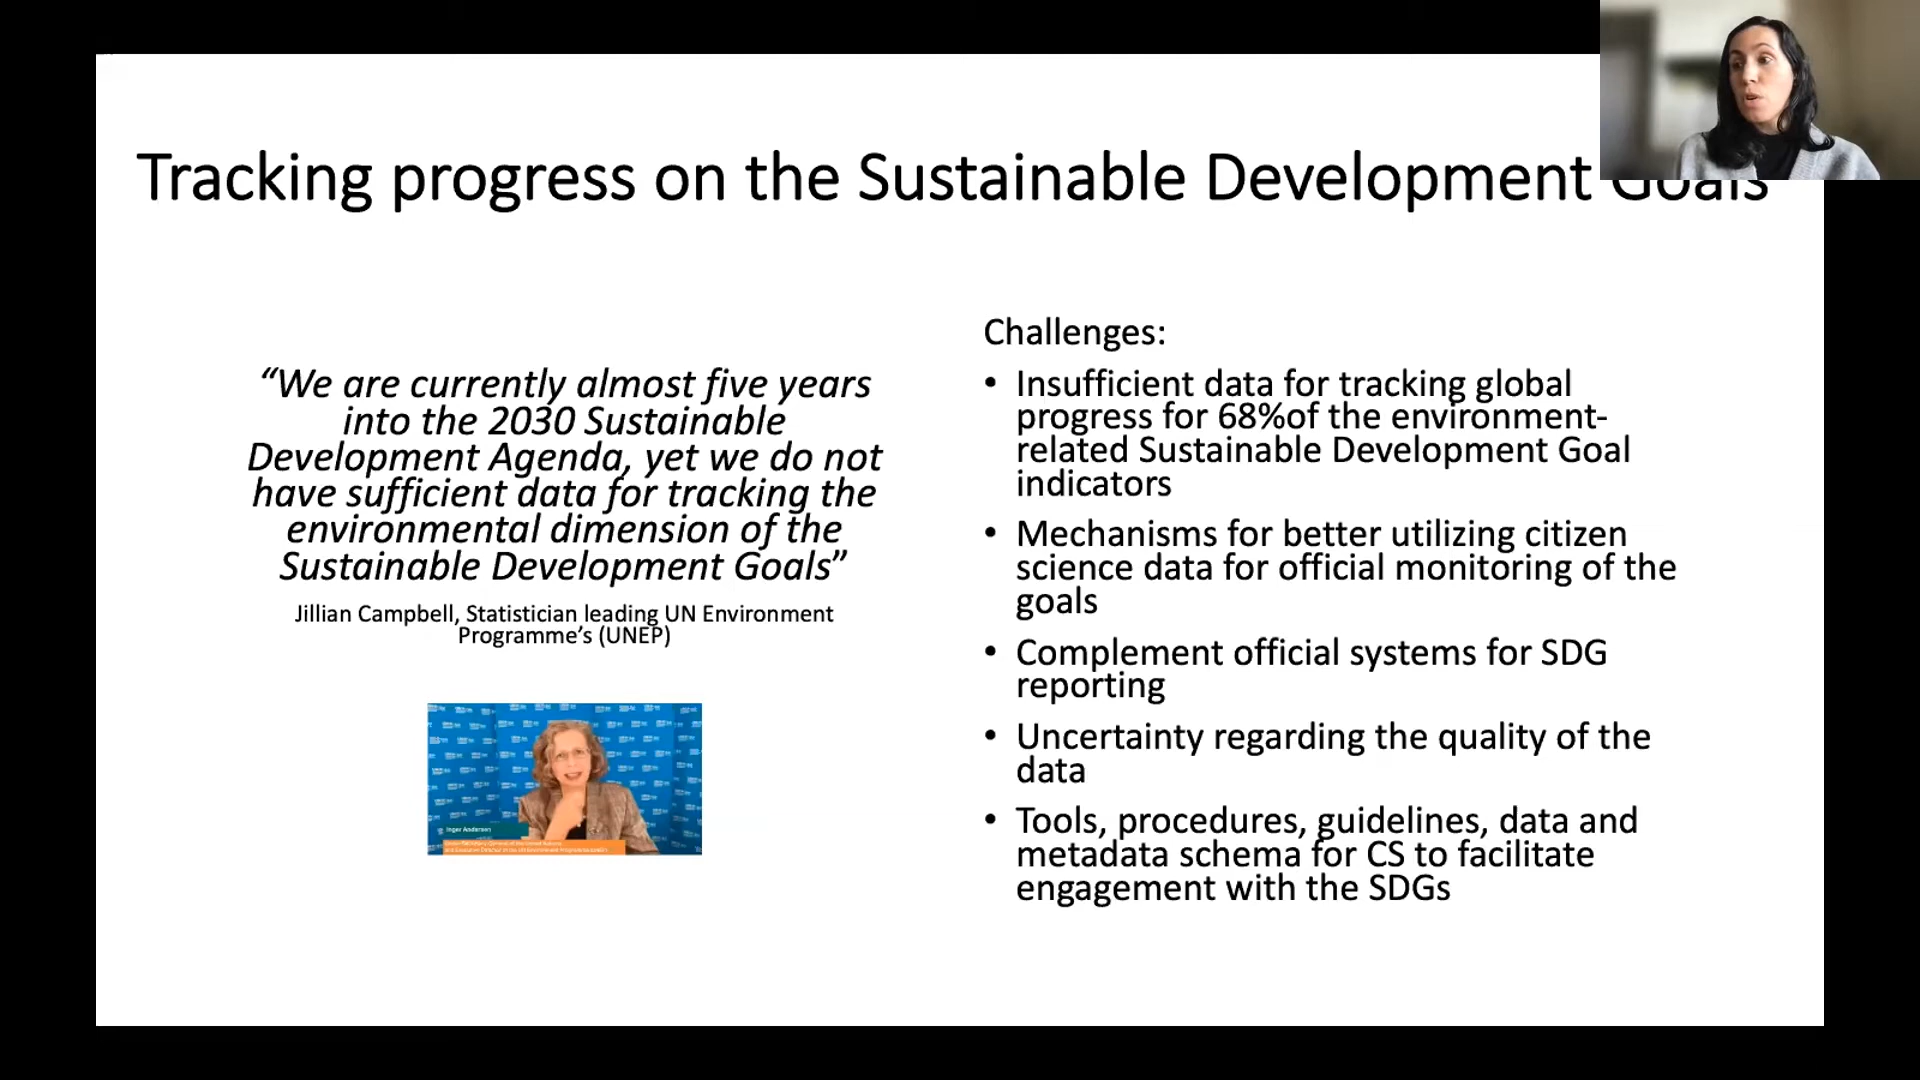 Tracking progress on the Sustainable Development Goals
“We are currently almost five years
into the 2030 Sustainable
Development Agenda, yet we do not
have sufficient data for tracking the
environmental dimension of the
Sustainable Development Goals”
Jillian Campbell, Statistician leading UN Environment
Programme’s (UNEP)
Inger Andersen
Challenges:
• Insufficient data for tracking global
progress for 68%of the environment-
related Sustainable Development Goal
indicators
• Mechanisms for better utilizing citizen
science data for official monitoring of the
goals
• Complement official systems for SDG
reporting
• Uncertainty regarding the quality of the
data
• Tools, procedures, guidelines, data and
metadata schema for CS to facilitate
engagement with the SDGs